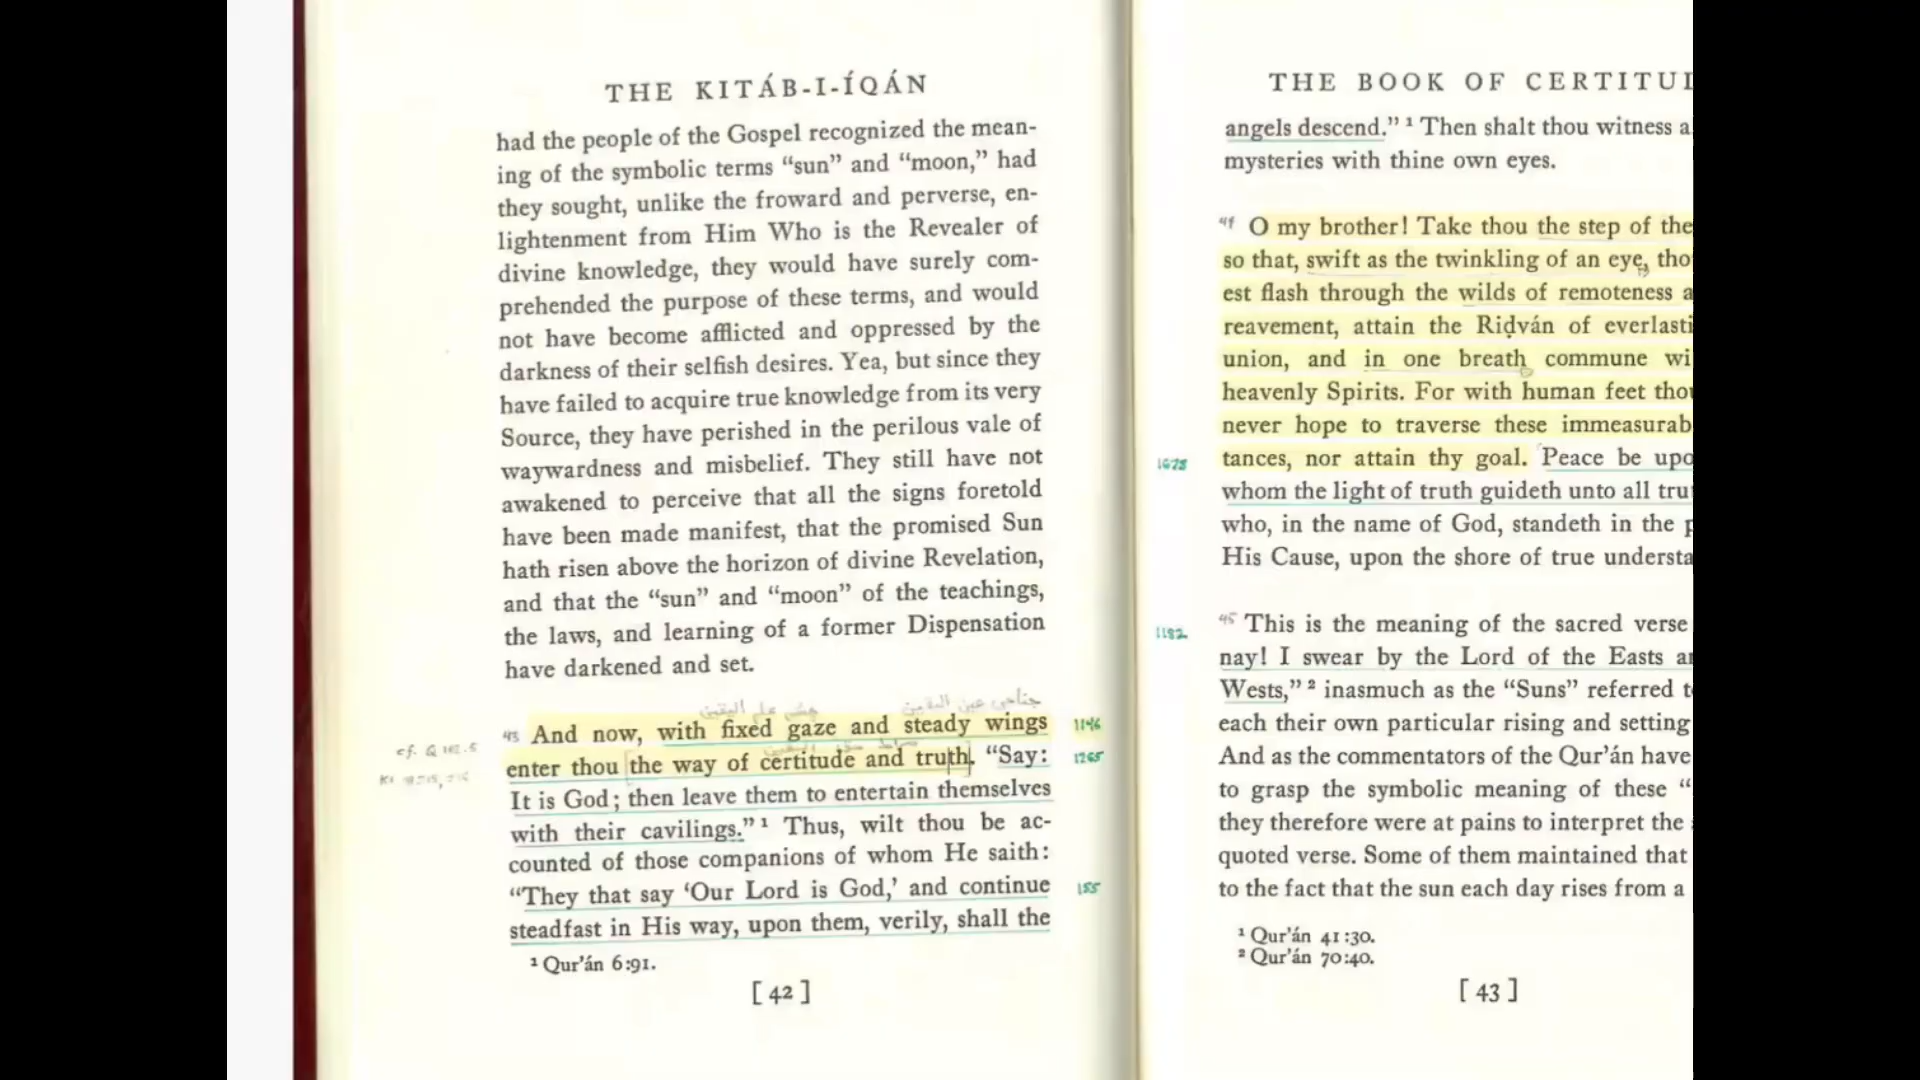 THE KITÁB-I-ÍQÁN
had the people of the Gospel recognized the mean-
ing of the symbolic terms “sun” and “moon,” had
they sought, unlike the froward and perverse, en-
lightenment from Him Who is the Revealer of
divine knowledge, they would have surely com-
prehended the purpose of these terms, and would
not have become afflicted and oppressed by the
darkness of their selfish desires. Yea, but since they
have failed to acquire true knowledge from its very
Source, they have perished in the perilous vale of
waywardness and misbelief. They still have not
awakened to perceive that all the signs foretold
have been made manifest, that the promised Sun
hath risen above the horizon of divine Revelation,
and that the “sun” and “moon” of the teachings,
the laws, and learning of a former Dispensation
have darkened and set.
43 And now, with fixed gaze and steady wings 1146
enter thou the way of certitude and truth. “Say: 1265
It is God; then leave them to entertain themselves
with their cavilings.” 1 Thus, wilt thou be ac-
counted of those companions of whom He saith:
“They that say ‘Our Lord is God,’ and continue 155
steadfast in His way, upon them, verily, shall the
1 Qur’án 6:91.
[ 42 ]
THE BOOK OF CERTITUD
angels descend.” 1 Then shalt thou witness a
mysteries with thine own eyes.
O my brother! Take thou the step of the
so that, swift as the twinkling of an eye, tho
est flash through the wilds of remoteness a
reavement, attain the Riḍván of everlasti
union, and in one breath commune wi
heavenly Spirits. For with human feet thou
never hope to traverse these immeasurab
tances, nor attain thy goal. Peace be upo
whom the light of truth guideth unto all tru
who, in the name of God, standeth in the p
His Cause, upon the shore of true understa
1182 45 This is the meaning of the sacred verse
nay! I swear by the Lord of the Easts an
Wests,” 2 inasmuch as the “Suns” referred t
each their own particular rising and setting
And as the commentators of the Qur’án have
to grasp the symbolic meaning of these “
they therefore were at pains to interpret the
quoted verse. Some of them maintained that
to the fact that the sun each day rises from a
1 Qur’án 41:30.
2 Qur’án 70:40.
[ 43 ]